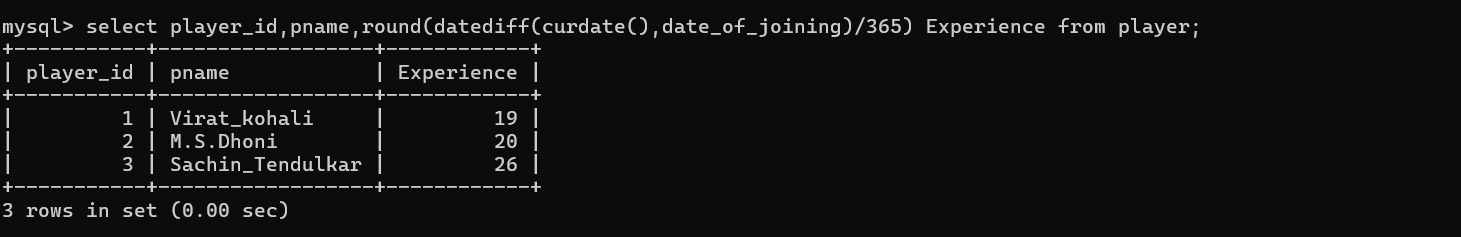 mysql> select player_id,pname,round(datediff(curdate(),date_of_joining)/365) Experience from player;
+-----------+------------------+------------+
| player_id | pname            | Experience |
+-----------+------------------+------------+
|         1 | Virat_kohali     |         19 |
|         2 | M.S.Dhoni        |         20 |
|         3 | Sachin_Tendulkar |         26 |
+-----------+------------------+------------+
3 rows in set (0.00 sec)